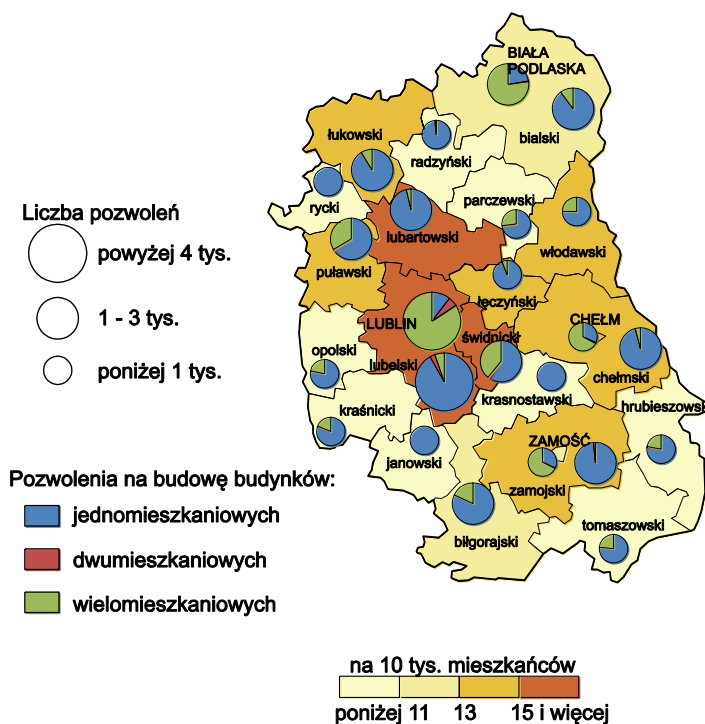 BIAŁA
PODLASKA
bialski
łukowski
radzyński
rycki
parczewski
Liczba pozwoleń
powyżej 4 tys.
1 - 3 tys.
poniżej 1 tys.
lubartowski
włodawski
puławski
łęczyński
LUBLIN
CHEŁM
świdnickł
opolski
lubelski
chełmski
krasnostawski
hrubieszowski
kraśnicki
janowski
ZAMOŚĆ
zamojski
Pozwolenia na budowę budynków:
jednomieszkaniowych
dwumieszkaniowych
wielomieszkaniowych
tomaszowski
biłgorajski
na 10 tys. mieszkańców
poniżej 11 13 15 i więcej